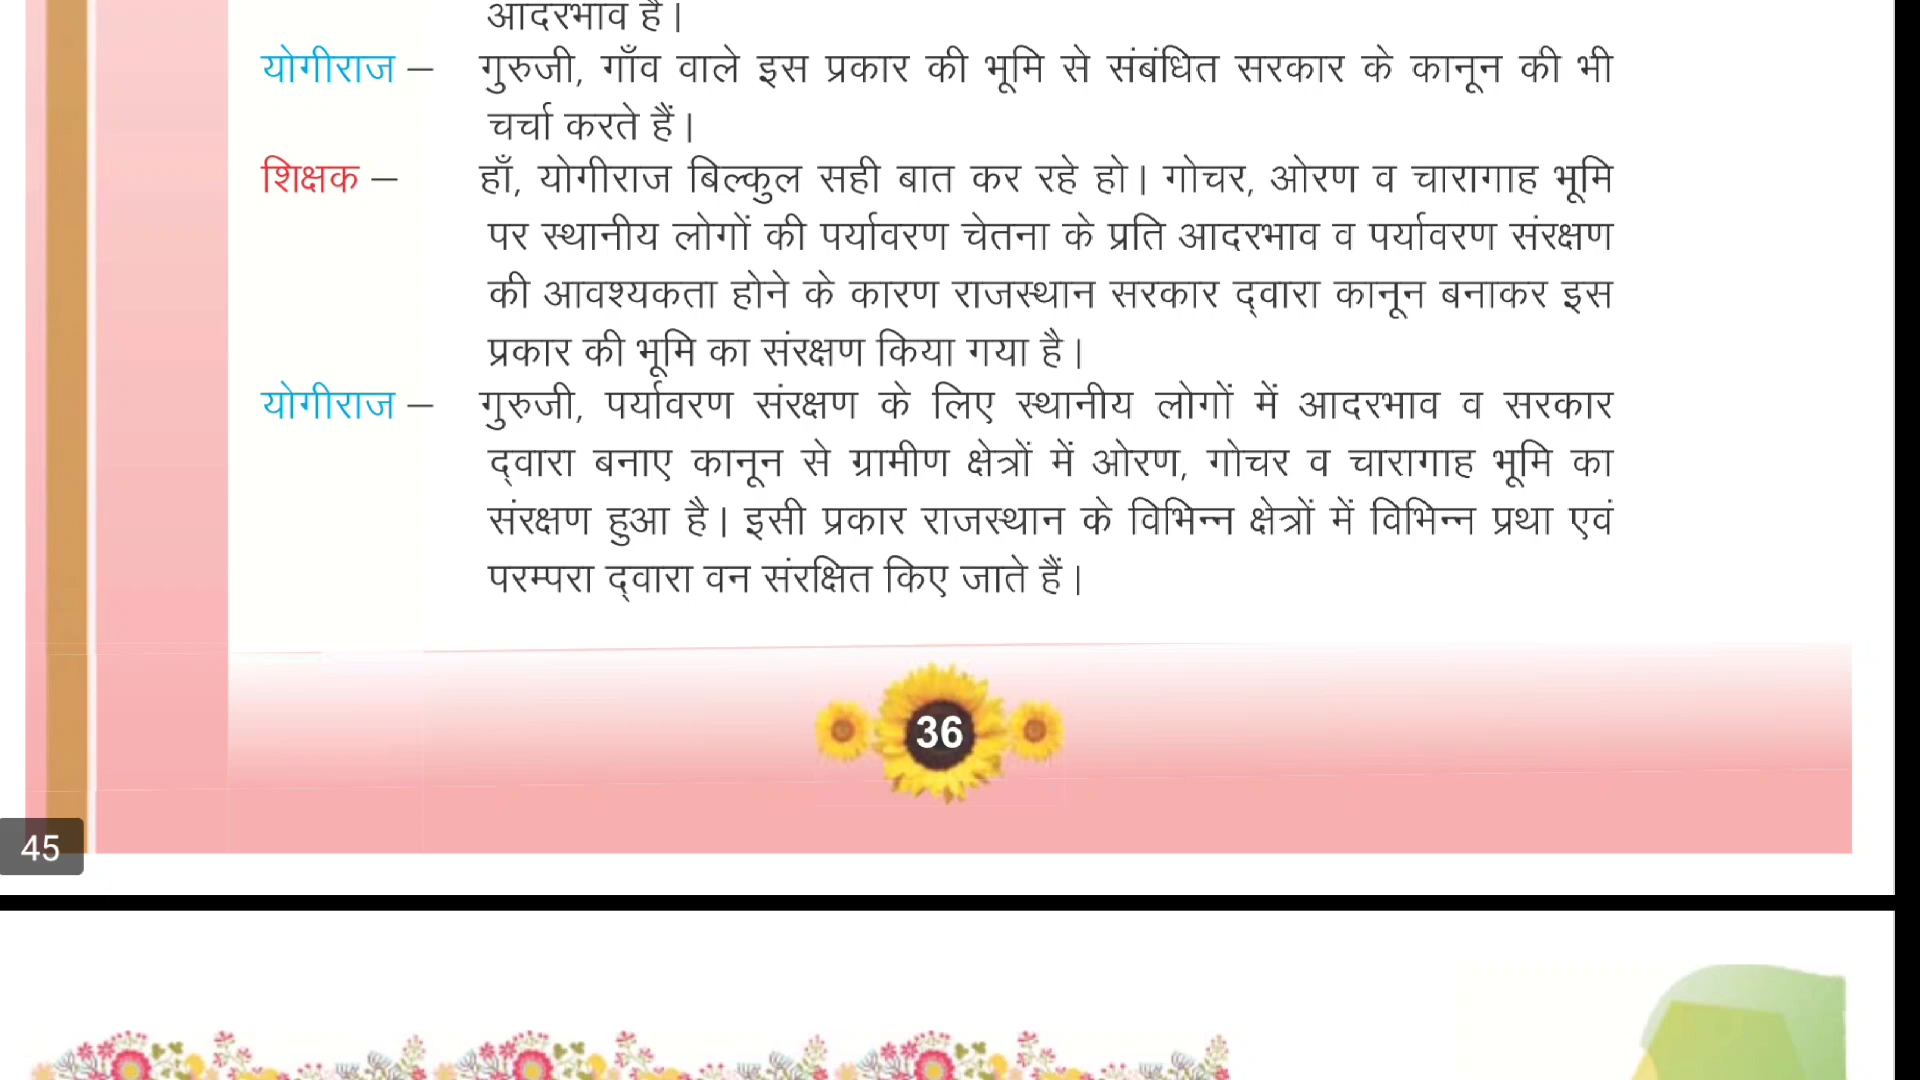 आदरभाव है।
योगीराज – गुरुजी, गाँव वाले इस प्रकार की भूमि से संबंधित सरकार के कानून की भी
चर्चा करते हैं।
शिक्षक – हाँ, योगीराज बिल्कुल सही बात कर रहे हो। गोचर, ओरण व चारागाह भूमि
पर स्थानीय लोगों की पर्यावरण चेतना के प्रति आदरभाव व पर्यावरण संरक्षण
की आवश्यकता होने के कारण राजस्थान सरकार द्‌वारा कानून बनाकर इस
प्रकार की भूमि का संरक्षण किया गया है।
योगीराज – गुरुजी, पर्यावरण संरक्षण के लिए स्थानीय लोगों में आदरभाव व सरकार
द्‌वारा बनाए कानून से ग्रामीण क्षेत्रों में ओरण, गोचर व चारागाह भूमि का
संरक्षण हुआ है। इसी प्रकार राजस्थान के विभिन्न क्षेत्रों में विभिन्न प्रथा एवं
परम्परा द्‌वारा वन संरक्षित किए जाते हैं।
36
45